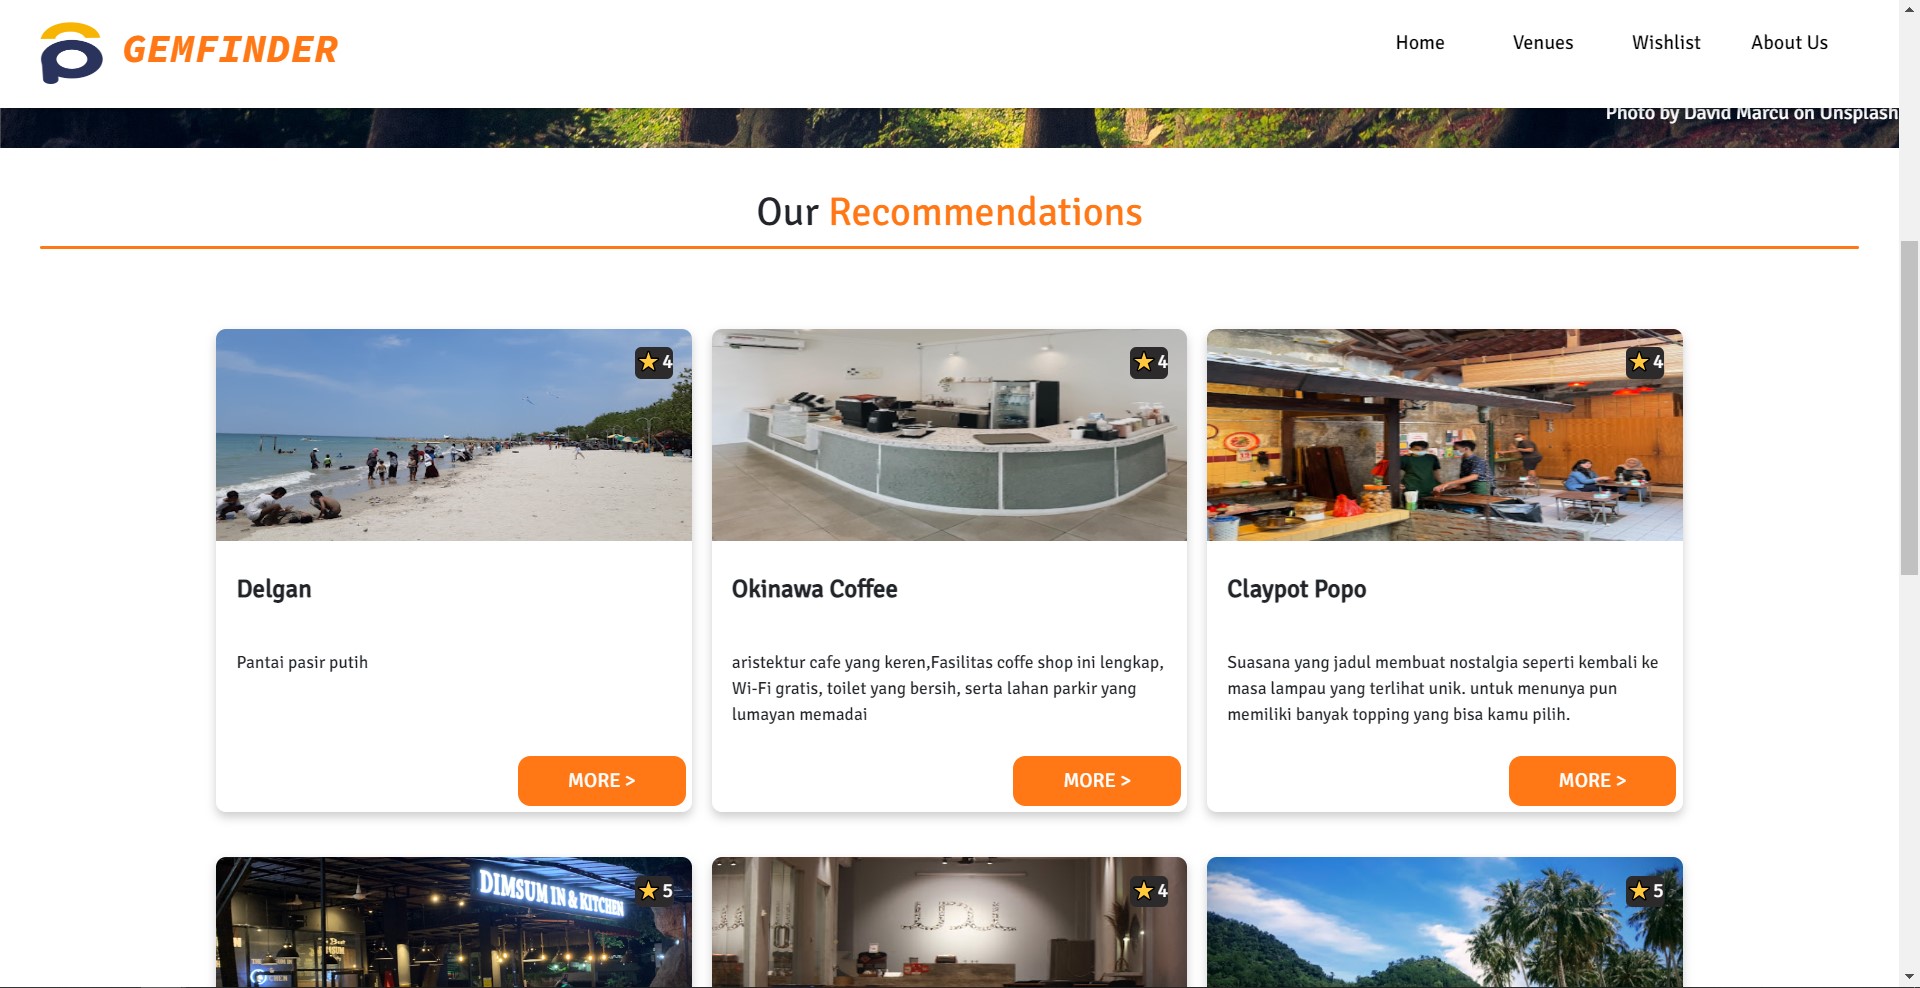 GEMFINDER
Home Venues Wishlist About Us
Photo by David Marcu on Unsplash
Our Recommendations
4
4
4
Delgan
Okinawa Coffee
Claypot Popo
Pantai pasir putih
aristektur cafe yang keren,Fasilitas coffe shop ini lengkap,
Wi-Fi gratis, toilet yang bersih, serta lahan parkir yang
lumayan memadai
Suasana yang jadul membuat nostalgia seperti kembali ke
masa lampau yang terlihat unik. untuk menunya pun
memiliki banyak topping yang bisa kamu pilih.
MORE >
MORE >
MORE >
DIMSUM IN & KITCHEN
5
4
5